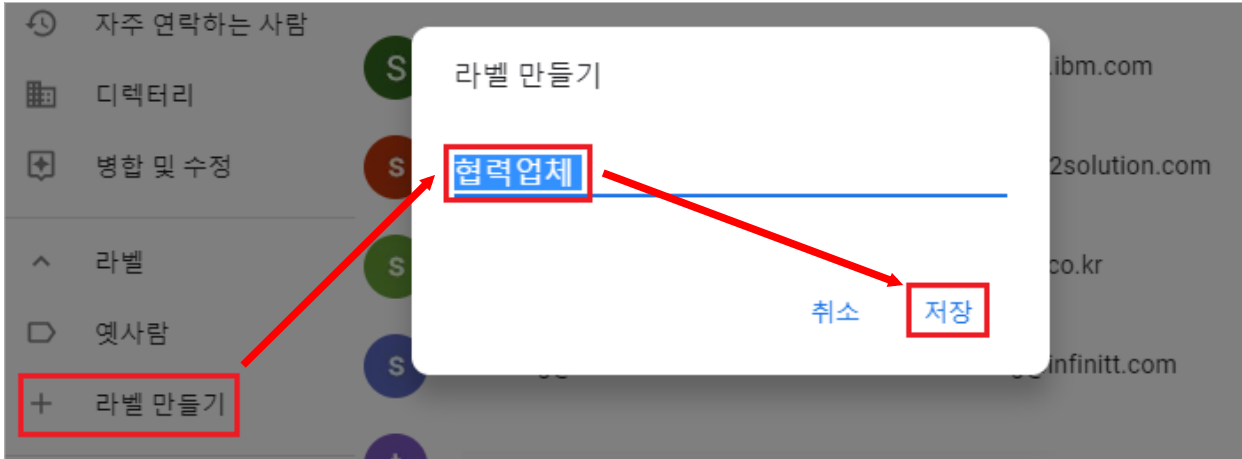 자주 연락하는 사람
디렉터리
병합 및 수정
라벨
옛사람
라벨 만들기
S
s
s
s
라벨 만들기
협력업체
취소
저장
.ibm.com
2solution.com
co.kr
infinitt.com